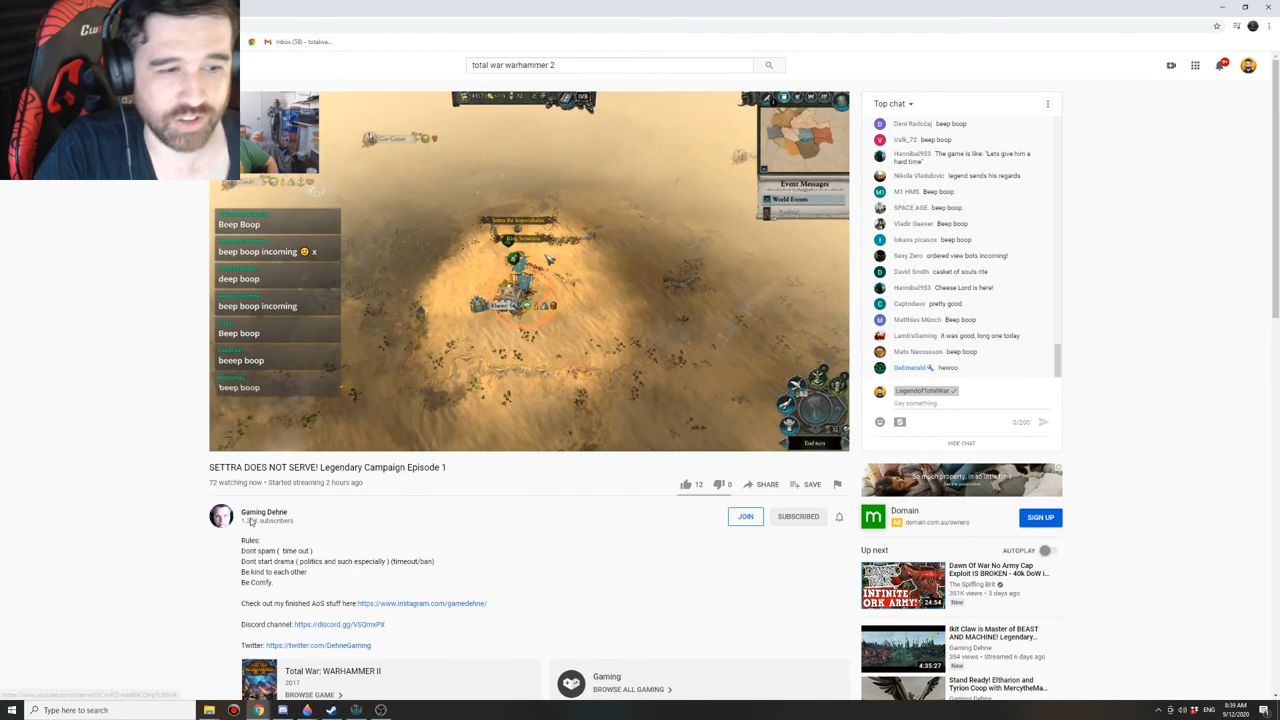 Inbox (58) - totalwa...
total war warhammer 2
Top chat
Deni Radočaj beep boop
Valk_72 beep boop
Hannibal953 The game is like: "Lets give him a
hard time"
Nikola Vladulovic legend sends his regards
M1 HMS Beep boop
SPACE AGE beep boop
Vladir Gaeser Beep boop
lukass picasox beep boop
Sexy Zero ordered view bots incoming!
David Smith casket of souls rite
Hannibal953 Cheese Lord is here!
Captndavo pretty good
Matthias Münch Beep boop
Lamb'sGaming it was good, long one today
Mats Naxxusson beep boop
DeEmerald hewoo
LegendofTotalWar
Say something...
0/200
HIDE CHAT
Event Messages
World Events
Settra the Imperishable
End turn
Beep Boop
beep boop incoming x
deep boop
beep boop incoming
Beep boop
beeep boop
beep boop
SETTRA DOES NOT SERVE! Legendary Campaign Episode 1
72 watching now • Started streaming 2 hours ago
12
0
SHARE
SAVE
Gaming Dehne
subscribers
JOIN
SUBSCRIBED
Rules:
Dont spam ( time out )
Dont start drama ( politics and such especially ) (timeout/ban)
Be kind to each other
Be Comfy.
Check out my finished AoS stuff here:https://www.instagram.com/gamedehne/
Discord channel: https://discord.gg/VSQmxPX
Twitter: https://twitter.com/DehneGaming
Total War: WARHAMMER II
2017
BROWSE GAME
Gaming
BROWSE ALL GAMING
So much property, in so little time
Domain
Ad domain.com.au/owners
SIGN UP
Up next
AUTOPLAY
Dawn Of War No Army Cap
Exploit IS BROKEN - 40k DoW i...
The Spiffing Brit
351K views • 3 days ago
New
INFINITE
ORK ARMY!
24:54
Ikit Claw is Master of BEAST
AND MACHINE! Legendary...
Gaming Dehne
354 views • Streamed 6 days ago
New
4:35:27
Stand Ready! Eltharion and
Tyrion Coop with MercytheMa...
Gaming Dehne
Type here to search
ENG
8:39 AM
9/12/2020